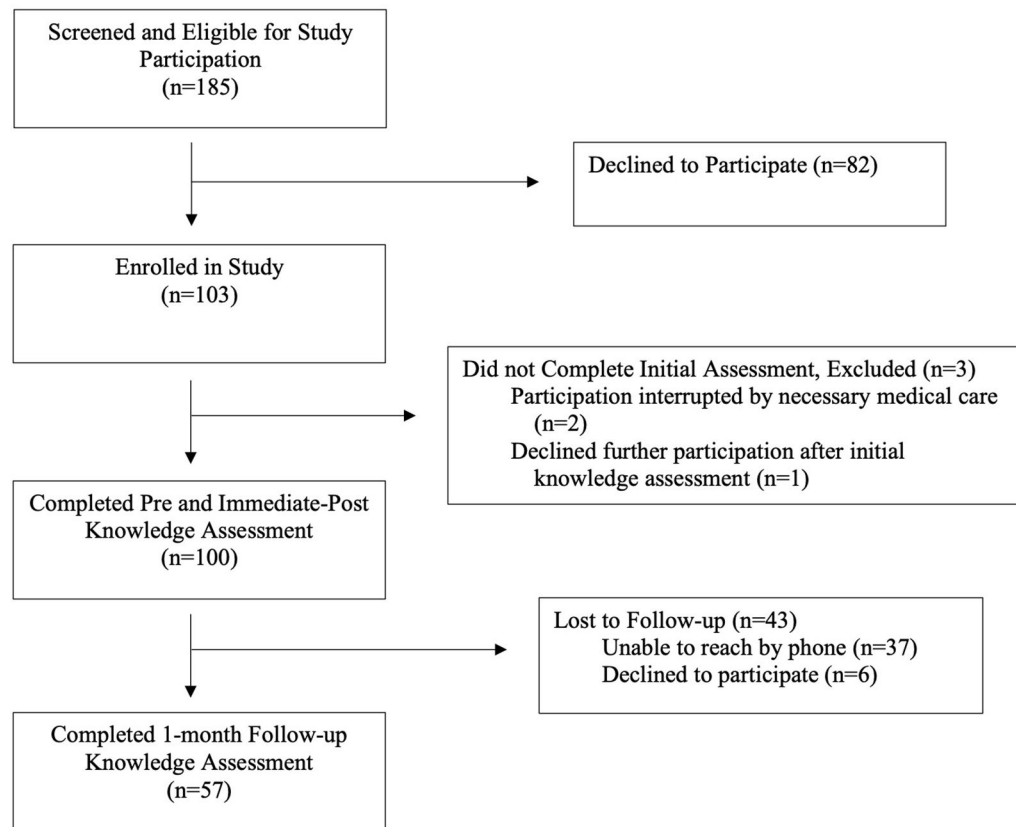 Screened and Eligible for Study
Participation
(n=185)
Declined to Participate (n=82)
Enrolled in Study
(n=103)
Did not Complete Initial Assessment, Excluded (n=3)
Participation interrupted by necessary medical care
(n=2)
Declined further participation after initial
knowledge assessment (n=1)
Completed Pre and Immediate-Post
Knowledge Assessment
(n=100)
Lost to Follow-up (n=43)
Unable to reach by phone (n=37)
Declined to participate (n=6)
Completed 1-month Follow-up
Knowledge Assessment
(n=57)